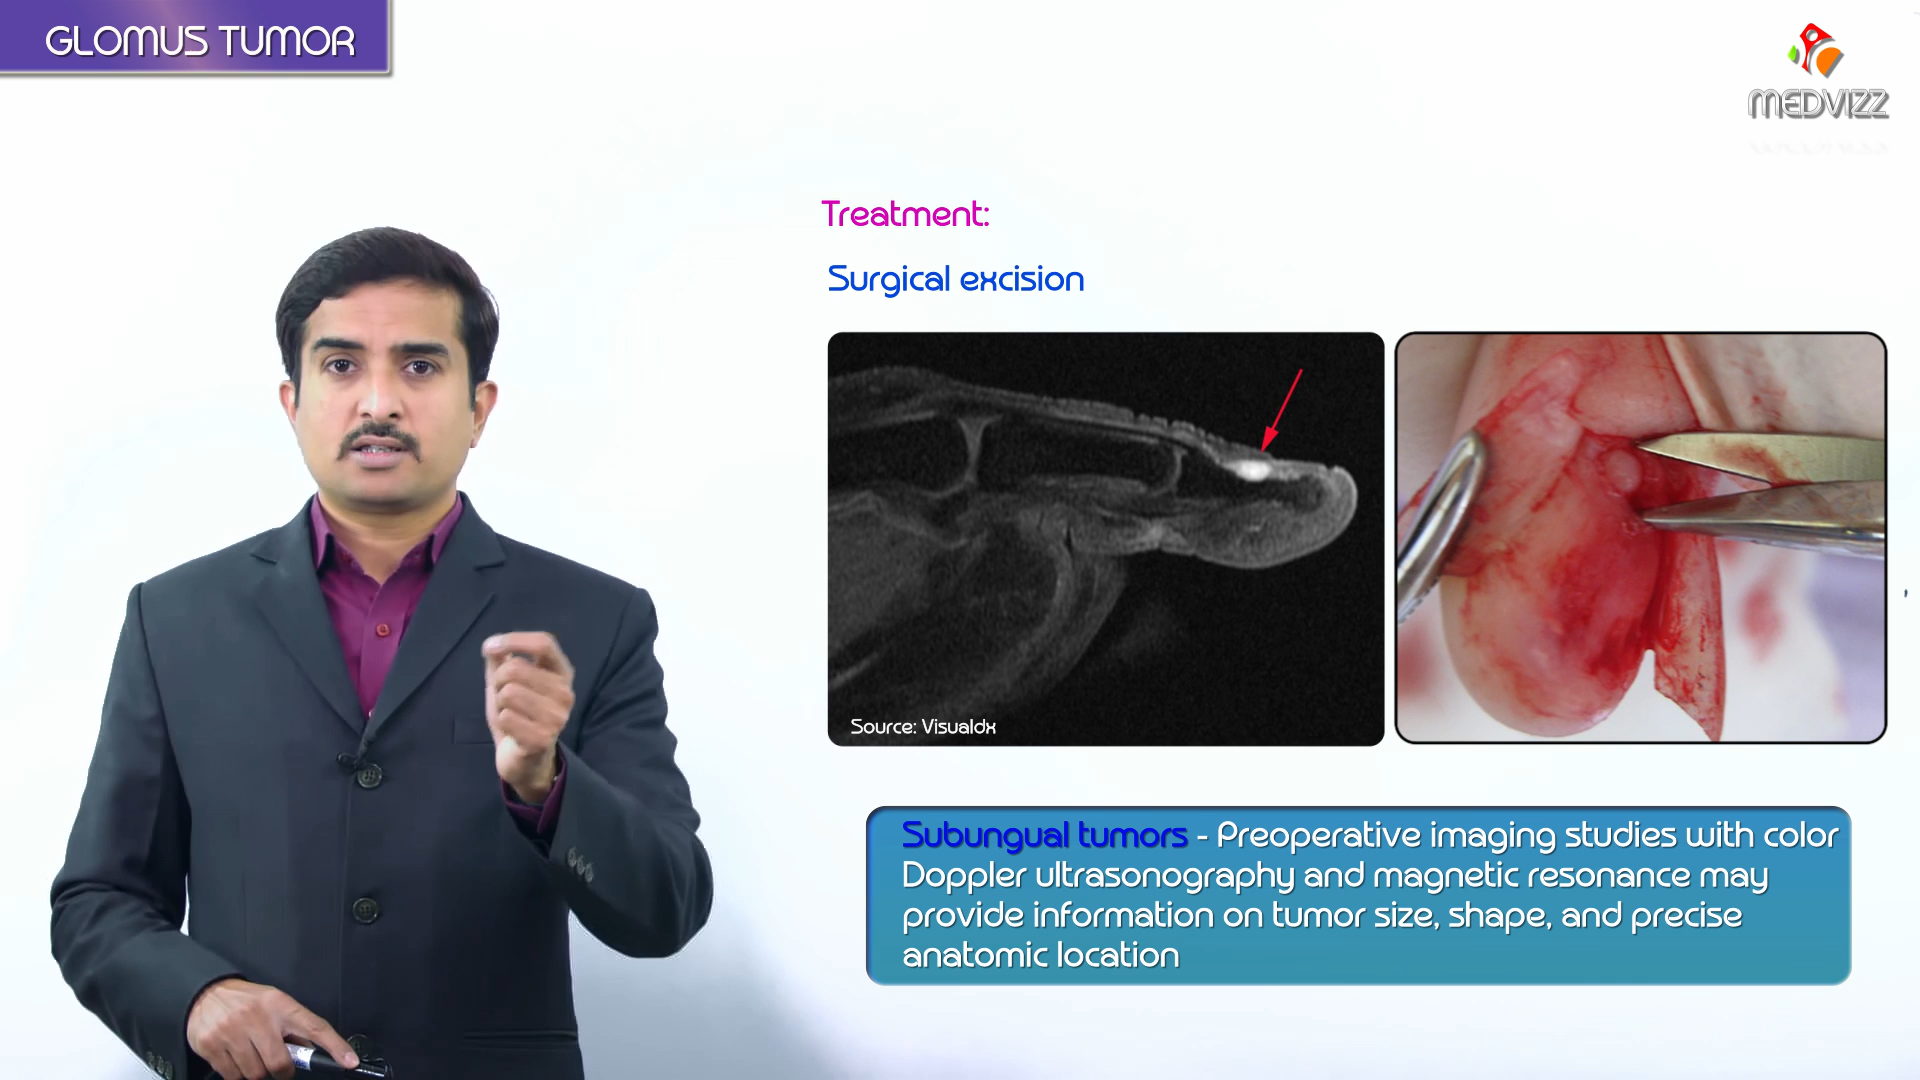 GLOMUS TUMOR
MEDVIZZ
Treatment:
Surgical excision
Source: Visualdx
Subungual tumors - Preoperative imaging studies with color
Doppler ultrasonography and magnetic resonance may
provide information on tumor size, shape, and precise
anatomic location